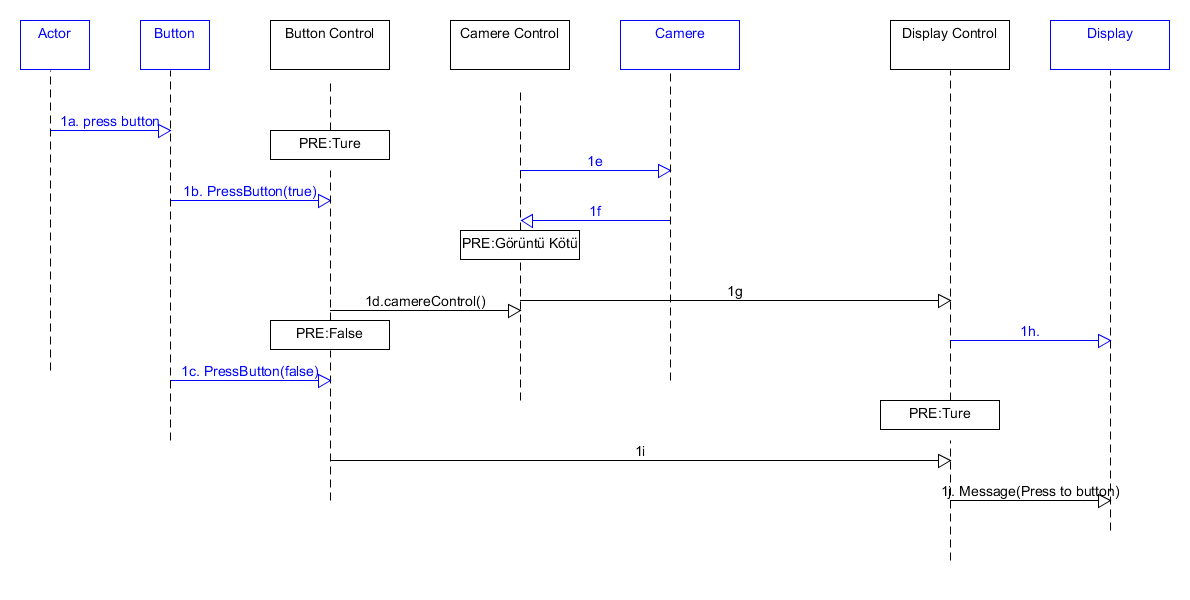 Actor
Button
Button Control
Camere Control
Camere
Display Control
Display
1a. press button
PRE:Ture
1e
1b. PressButton(true)
1f
PRE:Görüntü Kötü
1g
1d.camereControl()
PRE:False
1h.
1c. PressButton(false)
PRE:Ture
1i
1j. Message(Press to button)